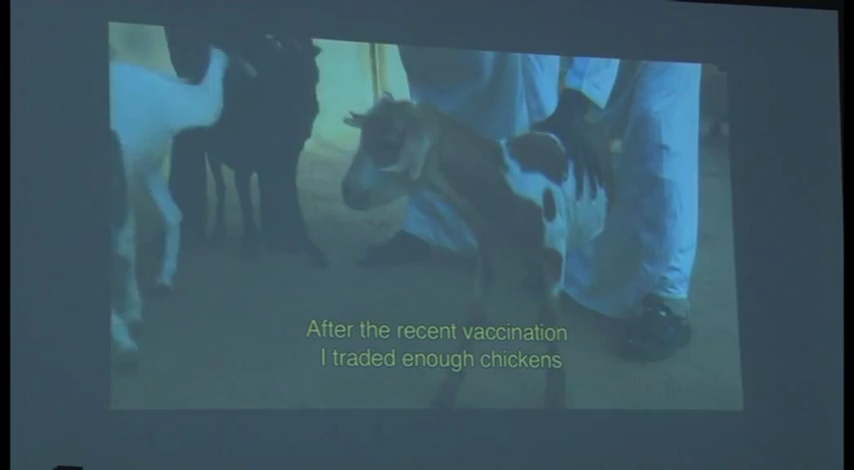 After the recent vaccination
I traded enough chickens